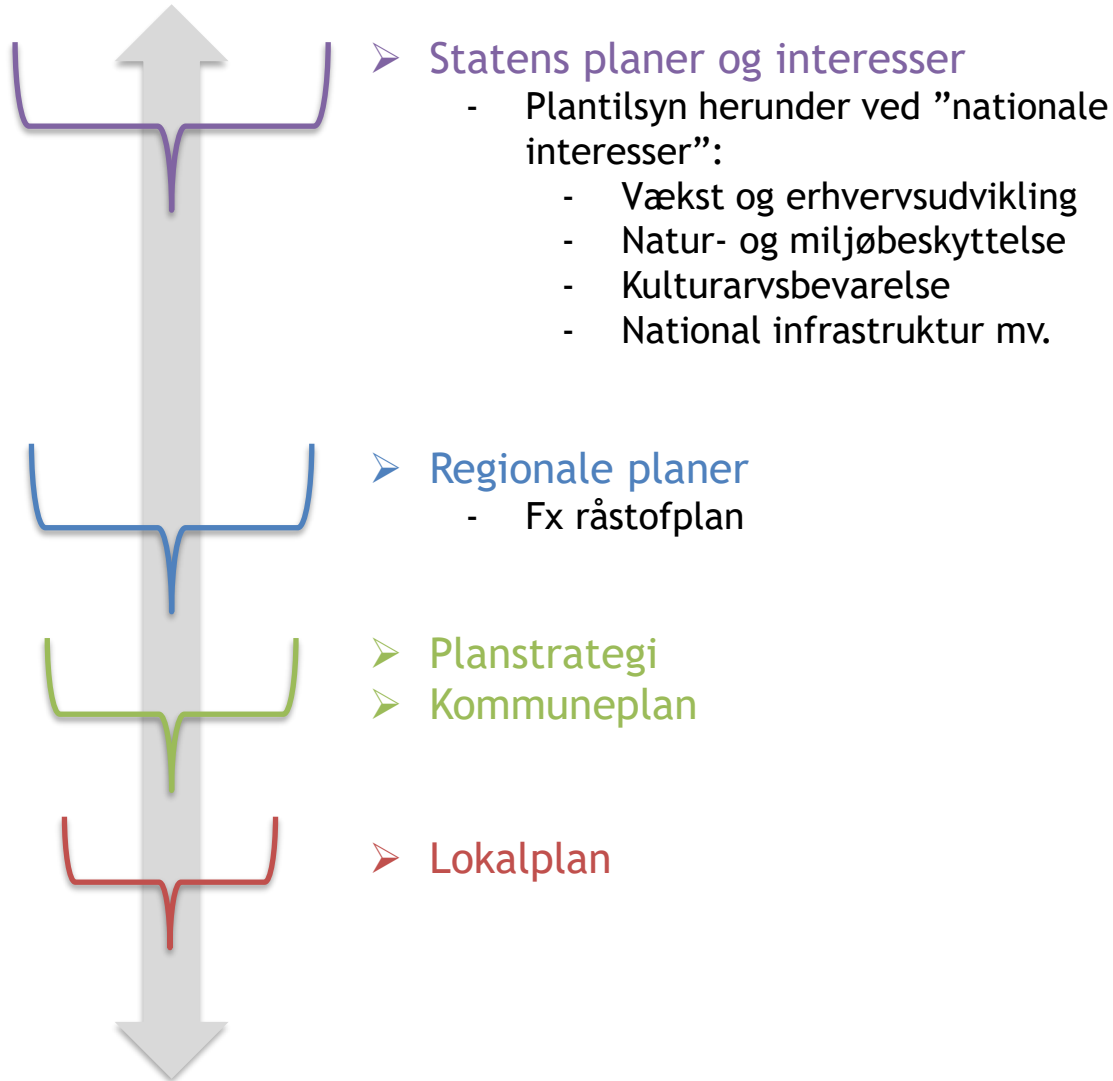 ➢ Statens planer og interesser
- Plantilsyn herunder ved ”nationale
interesser”:
- Vækst og erhvervsudvikling
- Natur- og miljøbeskyttelse
- Kulturarvsbevarelse
- National infrastruktur mv.
➢ Regionale planer
- Fx råstofplan
➢ Planstrategi
➢ Kommuneplan
➢ Lokalplan